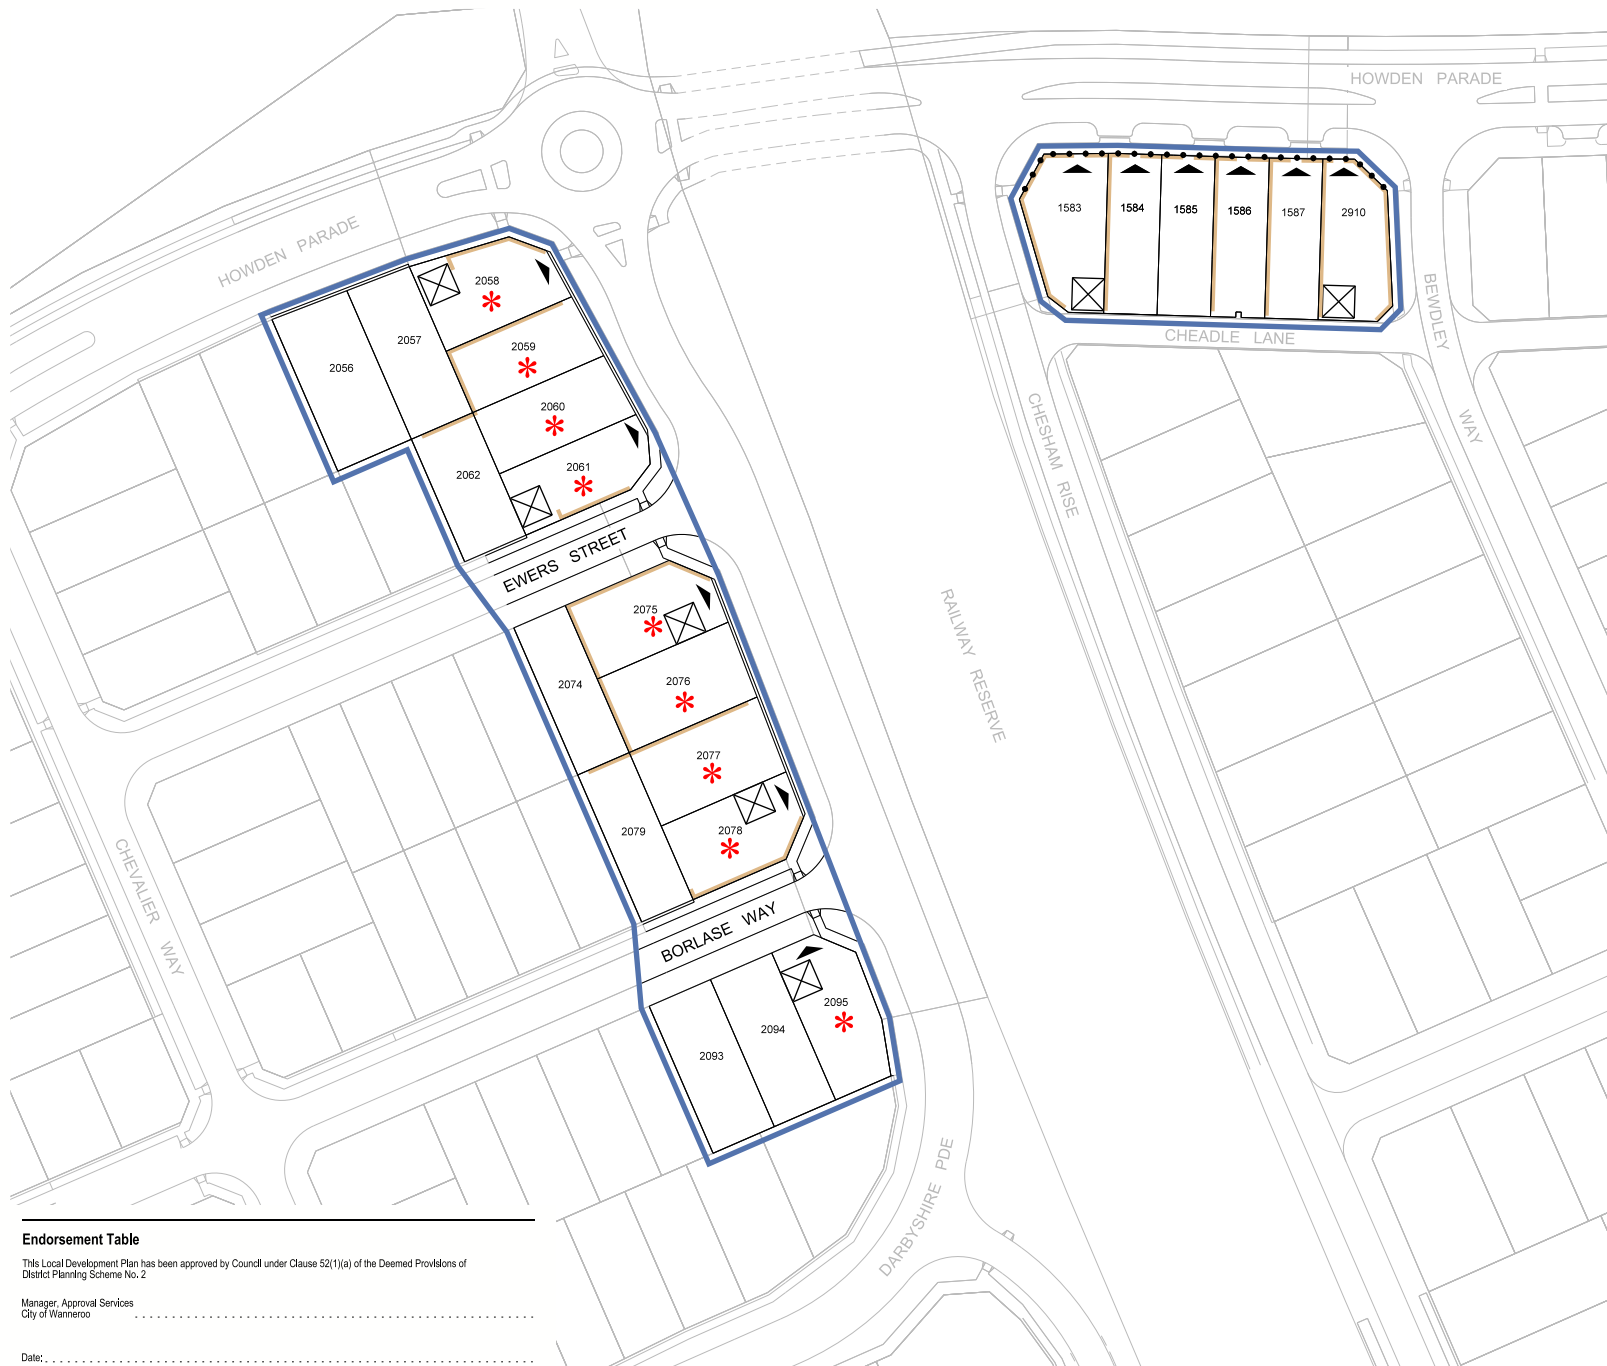 HOWDEN PARADE
HOWDEN PARADE
1583
1584
1585
1586
1587
2910
CHEADLE LANE
BEWDLEY WAY
CHESHAM RISE
2056
2057
2058
*
2059
*
2060
*
2061
*
2062
EWERS STREET
RAILWAY RESERVE
2074
2075
*
2076
*
2077
*
2078
*
2079
CHEVALIER WAY
BORLASE WAY
2093
2094
2095
*
DARBYSHIRE PDE
Endorsement Table
This Local Development Plan has been approved by Council under Clause 52(1)(a) of the Deemed Provisions of
District Planning Scheme No. 2
Manager, Approval Services
City of Wanneroo
Date: